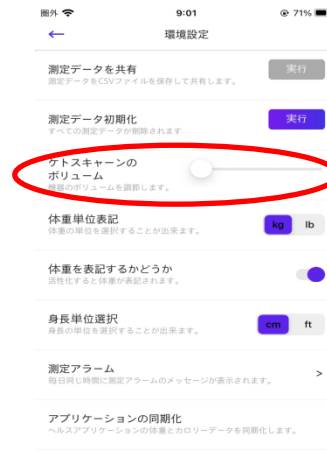 圏外 9:01 71%
← 環境設定
測定データを共有 実行
測定データをCSVファイルを保存して共有します。
測定データ初期化 実行
すべての測定データが削除されます
ケトスキャーンの
ボリューム
機器のボリュームを調節します。
体重単位表記 kg lb
体重の単位を選択することが出来ます。
体重を表記するかどうか
活性化すると体重が表記されます。
身長単位選択 cm ft
身長の単位を選択することが出来ます。
測定アラーム >
毎日同じ時間に測定アラームのメッセージが表示されます。
アプリケーションの同期化
ヘルスアプリケーションの体重とカロリーデータを同期化します。